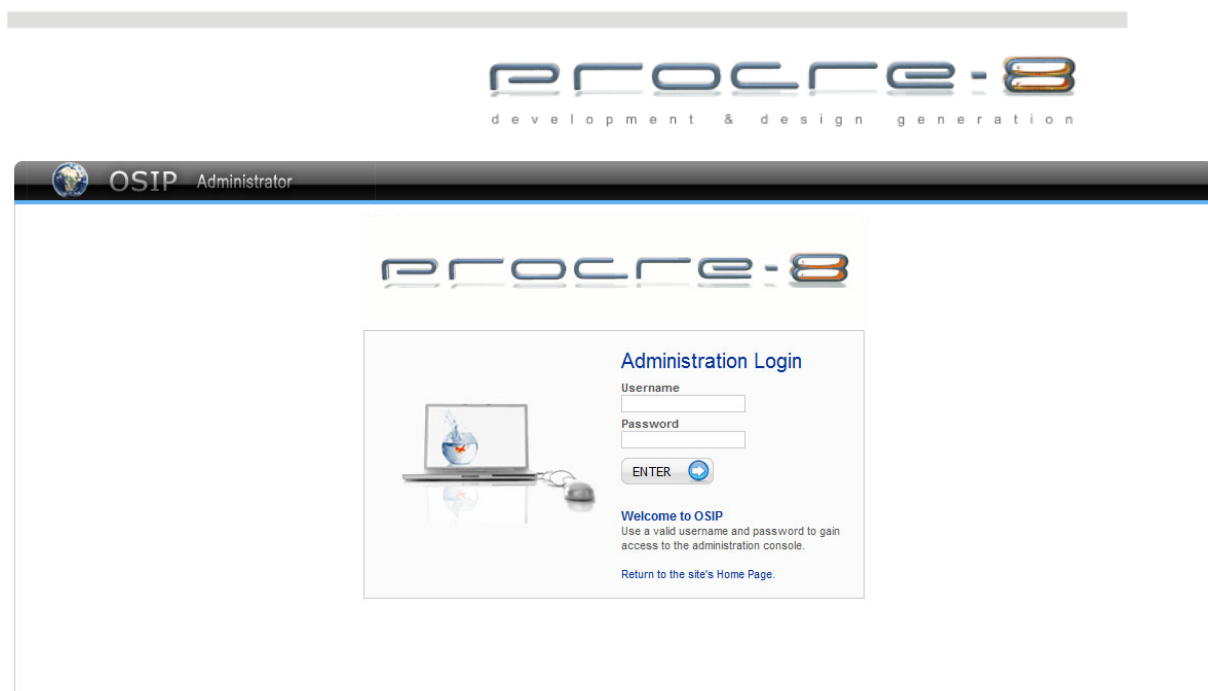 procre-8
development & design generation
OSIP Administrator
procre-8
Administration Login
Username
Password
ENTER
Welcome to OSIP
Use a valid username and password to gain
access to the administration console.
Return to the site's Home Page.